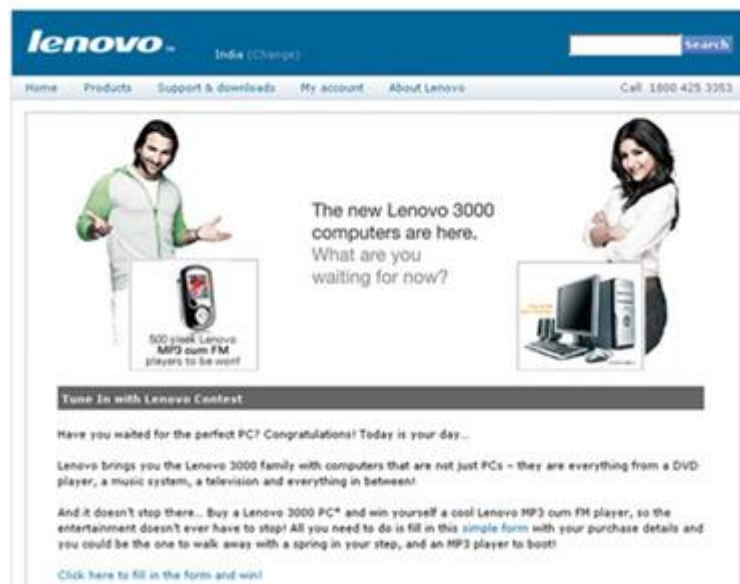 lenovo
India (Change)
Search
Home Products Support & downloads My account About Lenovo Call 1800 425 3353
The new Lenovo 3000
computers are here.
What are you
waiting for now?
500 sleek Lenovo
MP3 cum FM
players to be won!
Tune In with Lenovo Contest
Have you waited for the perfect PC? Congratulations! Today is your day...
Lenovo brings you the Lenovo 3000 family with computers that are not just PCs – they are everything from a DVD
player, a music system, a television and everything in between!
And it doesn't stop there... Buy a Lenovo 3000 PC* and win yourself a cool Lenovo MP3 cum FM player, so the
entertainment doesn't ever have to stop! All you need to do is fill in this simple form with your purchase details and
you could be the one to walk away with a spring in your step, and an MP3 player to boot!
Click here to fill in the form and win!